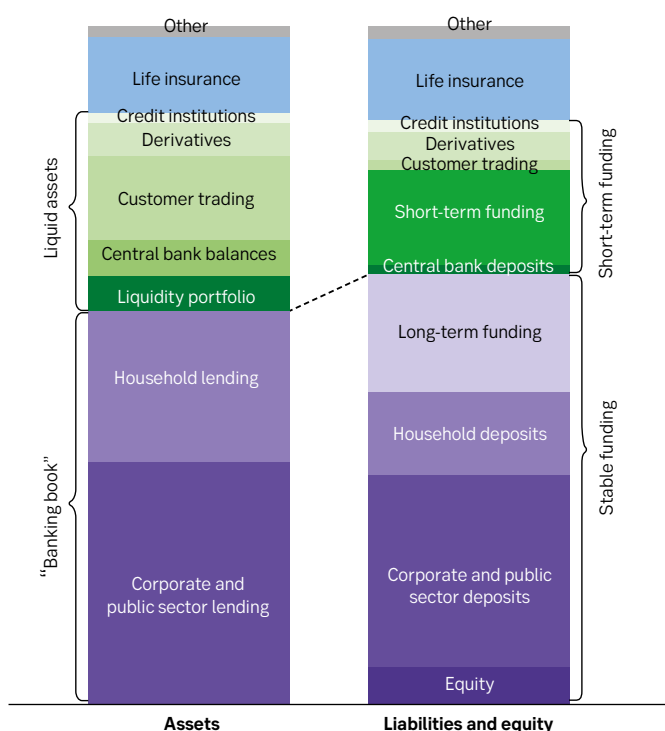 Other
Life insurance
Credit institutions
Derivatives
Customer trading
Central bank balances
Liquidity portfolio
Household lending
Corporate and
public sector lending
Liquid assets
“Banking book”
Assets
Other
Life insurance
Credit institutions
Derivatives
Customer trading
Short-term funding
Central bank deposits
Long-term funding
Household deposits
Corporate and public
sector deposits
Equity
Short-term funding
Stable funding
Liabilities and equity